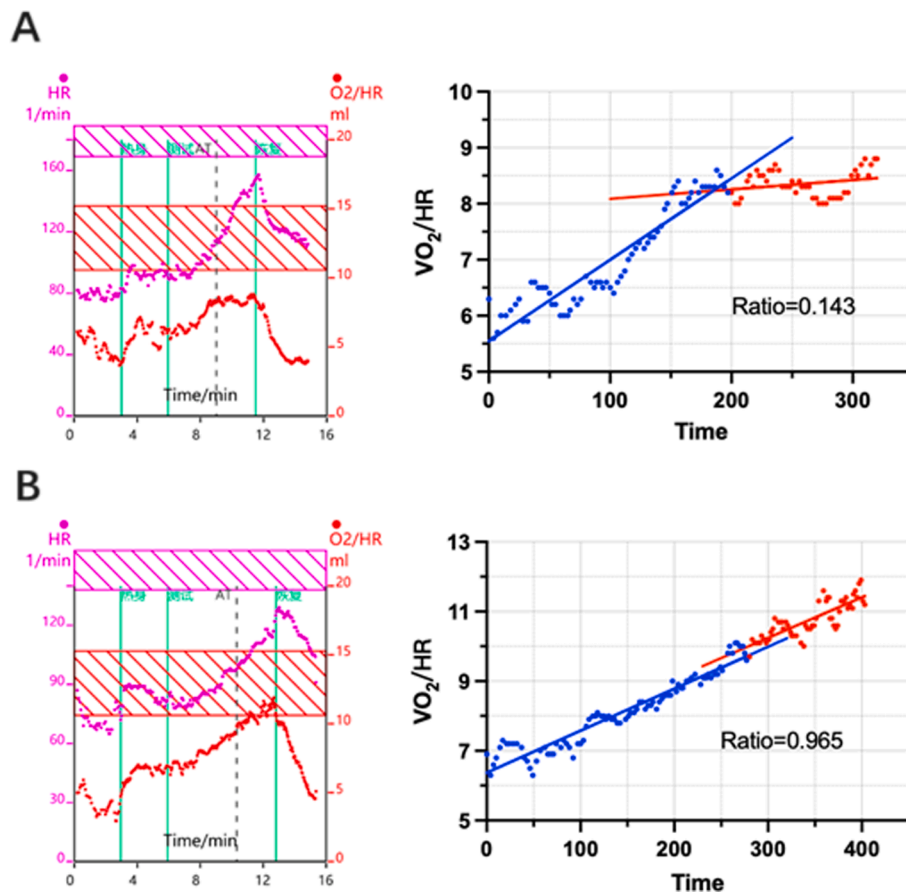 A
HR
1/min
O2/HR
ml
热身 测试 AT 恢复
160
120
80
40
0
20
15
10
5
0
Time/min
0 4 8 12 16
VO2/HR
10
9
8
7
6
5
Ratio=0.143
0 100 200 300
Time
B
HR
1/min
O2/HR
ml
热身 测试 AT 恢复
120
90
60
30
0
20
15
10
5
0
Time/min
0 4 8 12 16
VO2/HR
13
11
9
7
5
Ratio=0.965
0 100 200 300 400
Time